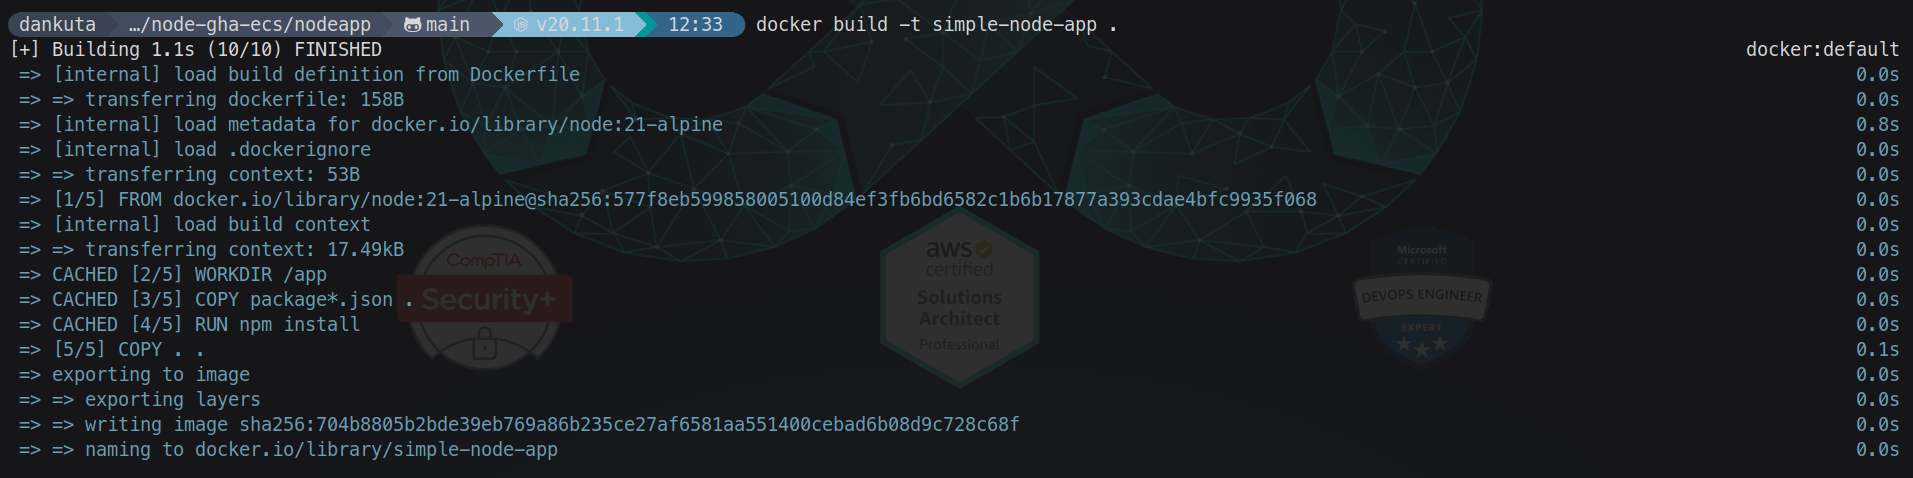 dankuta …/node-gha-ecs/nodeapp main v20.11.1 12:33 docker build -t simple-node-app .
[+] Building 1.1s (10/10) FINISHED docker:default
=> [internal] load build definition from Dockerfile 0.0s
=> => transferring dockerfile: 158B 0.0s
=> [internal] load metadata for docker.io/library/node:21-alpine 0.8s
=> [internal] load .dockerignore 0.0s
=> => transferring context: 53B 0.0s
=> [1/5] FROM docker.io/library/node:21-alpine@sha256:577f8eb599858005100d84ef3fb6bd6582c1b6b17877a393cdae4bfc9935f068 0.0s
=> [internal] load build context 0.0s
=> => transferring context: 17.49kB 0.0s
=> CACHED [2/5] WORKDIR /app 0.0s
=> CACHED [3/5] COPY package*.json . 0.0s
=> CACHED [4/5] RUN npm install 0.0s
=> [5/5] COPY . . 0.1s
=> exporting to image 0.0s
=> => exporting layers 0.0s
=> => writing image sha256:704b8805b2bde39eb769a86b235ce27af6581aa551400cebad6b08d9c728c68f 0.0s
=> => naming to docker.io/library/simple-node-app 0.0s
CompTIA
Security+
aws
certified
Solutions
Architect
Professional
Microsoft
CERTIFIED
DEVOPS ENGINEER
EXPERT